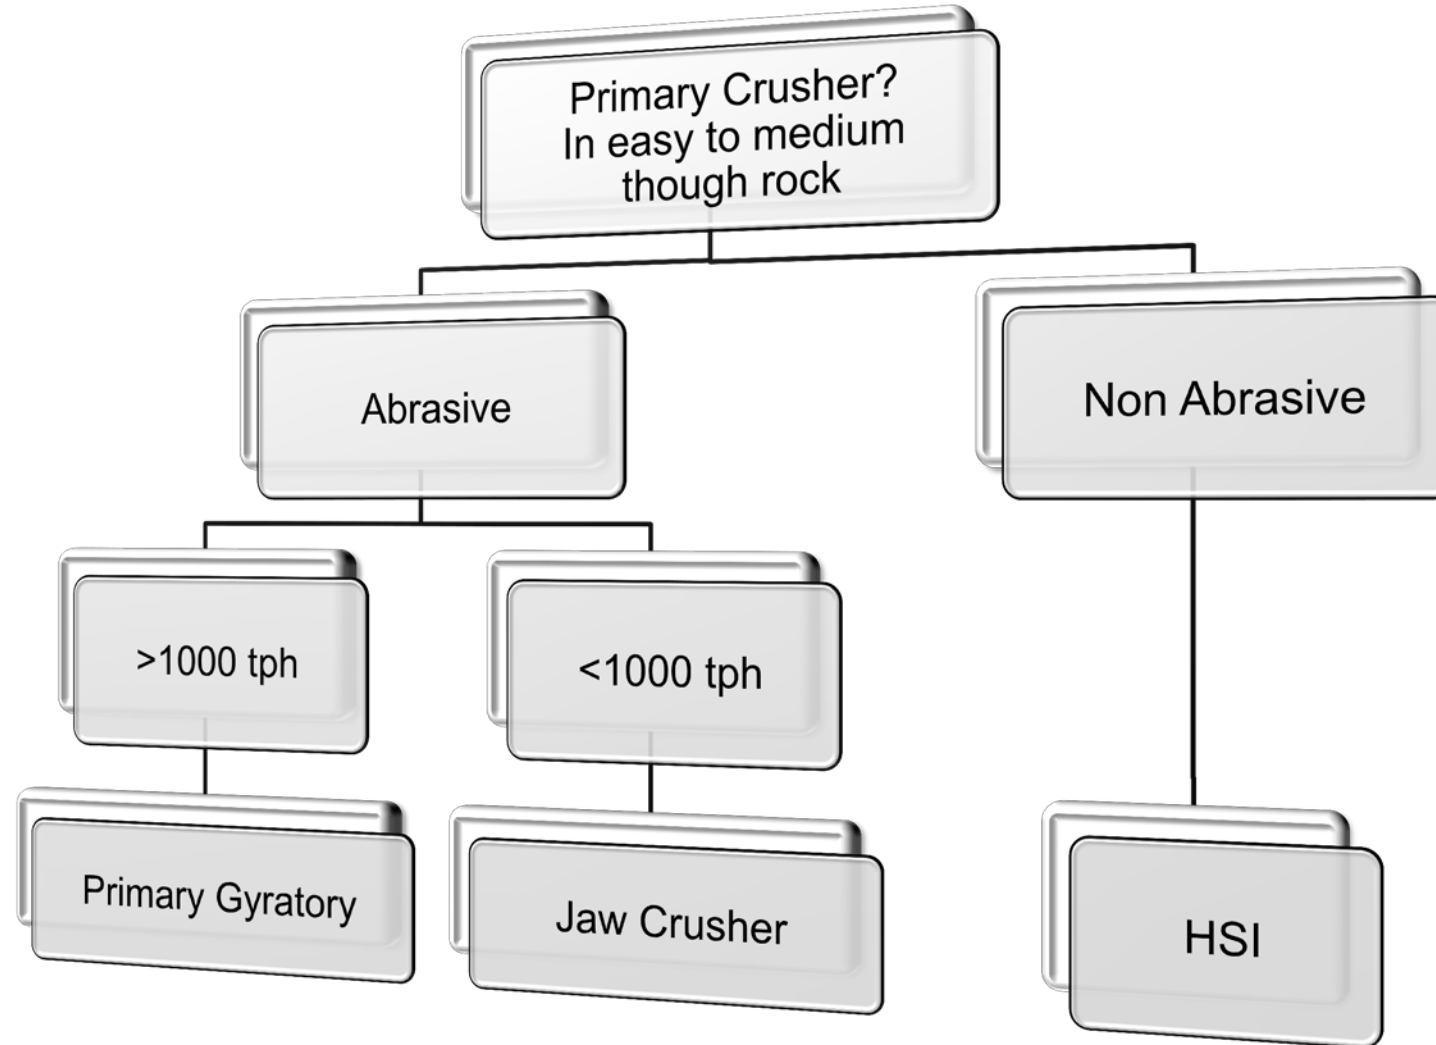 Primary Crusher?
In easy to medium
though rock
Abrasive
Non Abrasive
>1000 tph
<1000 tph
Primary Gyratory
Jaw Crusher
HSI